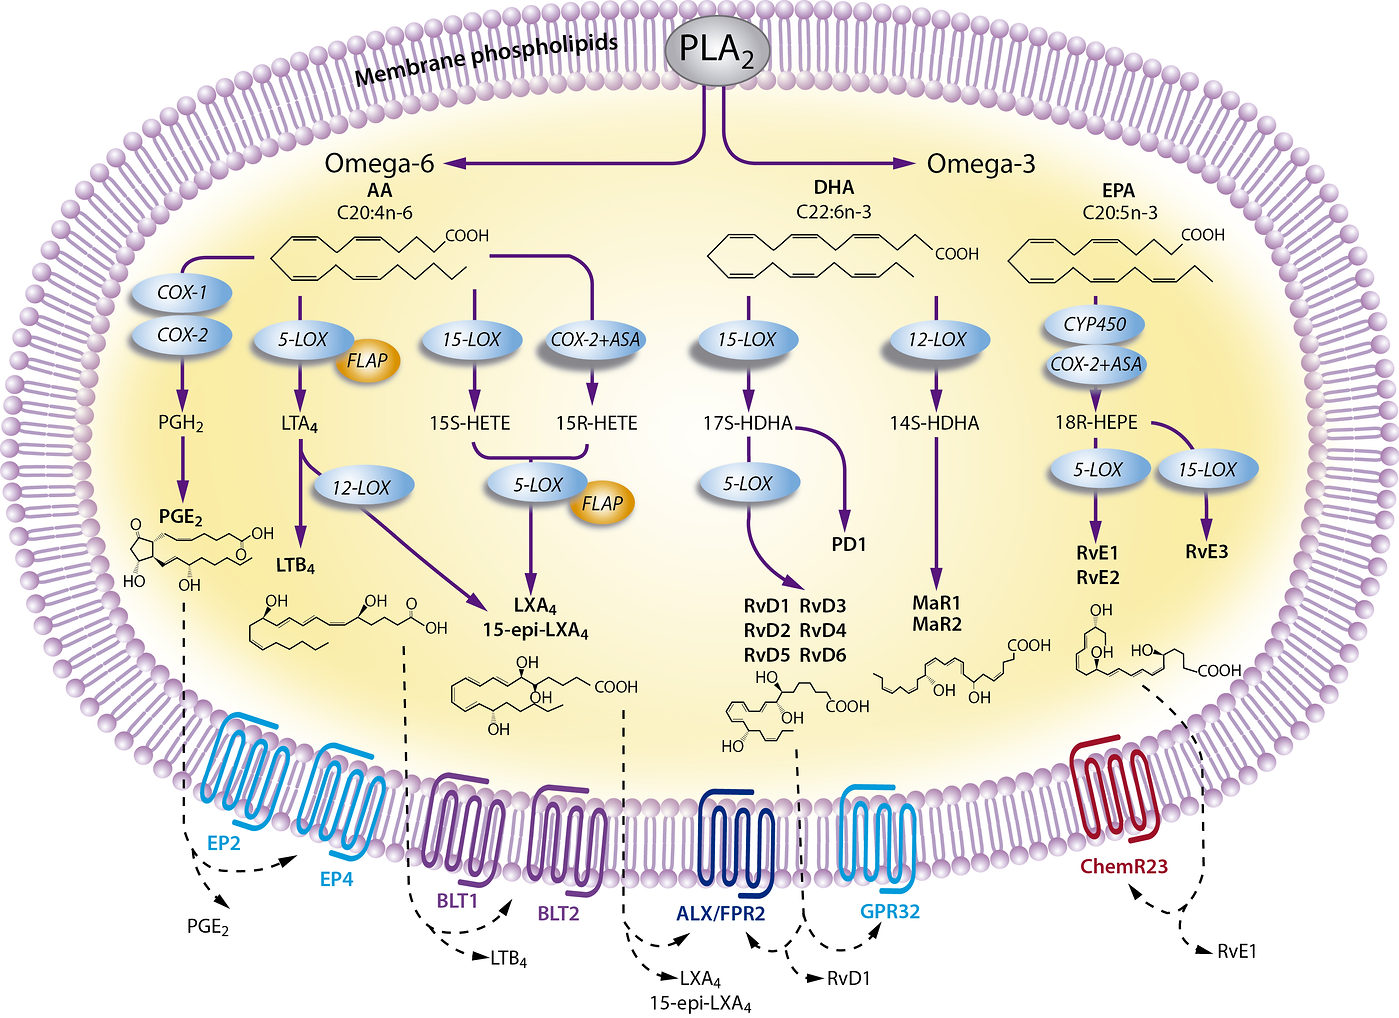 Membrane phospholipids
PLA2
Omega-6
AA
C20:4n-6
COOH
Omega-3
DHA
C22:6n-3
COOH
EPA
C20:5n-3
COOH
COX-1
COX-2
PGH2
PGE2
O
OH
O
HO
OH
5-LOX
FLAP
LTA4
12-LOX
LTB4
OH
OH
O
OH
15-LOX
15S-HETE
COX-2+ASA
15R-HETE
5-LOX
FLAP
LXA4
15-epi-LXA4
OH
OH
OH
COOH
15-LOX
17S-HDHA
5-LOX
PD1
RvD1 RvD3
RvD2 RvD4
RvD5 RvD6
HO
OH
HO
COOH
12-LOX
14S-HDHA
MaR1
MaR2
COOH
OH
OH
CYP450
COX-2+ASA
18R-HEPE
5-LOX
15-LOX
RvE1
RvE2
RvE3
OH
OH
HO
COOH
EP2
EP4
BLT1
BLT2
ALX/FPR2
GPR32
ChemR23
PGE2
LTB4
LXA4
15-epi-LXA4
RvD1
RvE1